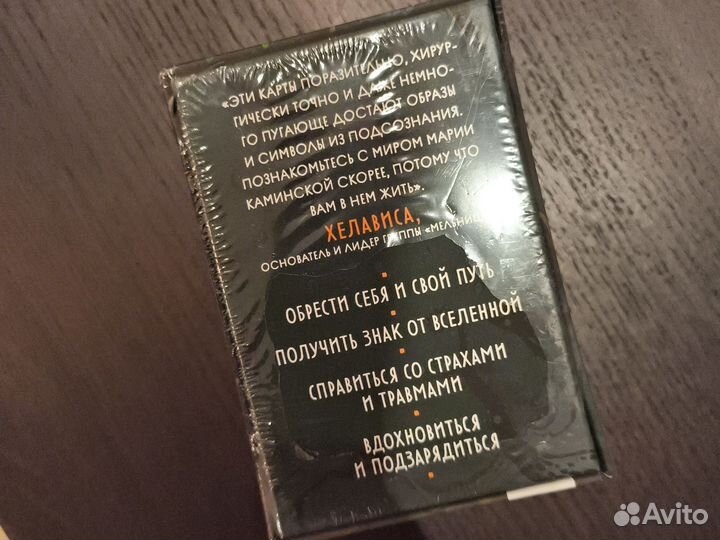 «ЭТИ КАРТЫ ПОРАЗИТЕЛЬНО, ХИРУР-
ГИЧЕСКИ ТОЧНО И ДАЖЕ НЕМНО-
ГО ПУГАЮЩЕ ДОСТАЮТ ОБРАЗЫ
И СИМВОЛЫ ИЗ ПОДСОЗНАНИЯ.
ПОЗНАКОМЬТЕСЬ С МИРОМ МАРИИ
КАМИНСКОЙ СКОРЕЕ, ПОТОМУ ЧТО
ВАМ В НЕМ ЖИТЬ».
ХЕЛАВИСА,
ОСНОВАТЕЛЬ И ЛИДЕР ГРУППЫ
ОБРЕСТИ СЕБЯ И СВОЙ ПУТЬ
ПОЛУЧИТЬ ЗНАК ОТ ВСЕЛЕННОЙ
СПРАВИТЬСЯ СО СТРАХАМИ
И ТРАВМАМИ
ВДОХНОВИТЬСЯ
И ПОДЗАРЯДИТЬСЯ
Avito